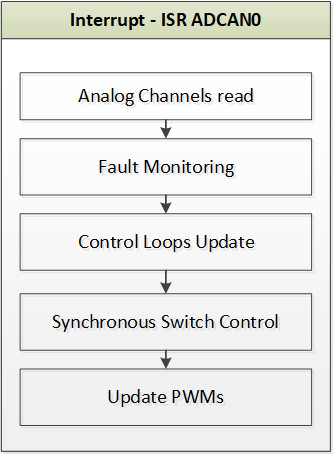 Interrupt - ISR ADCAN0
Analog Channels read
Fault Monitoring
Control Loops Update
Synchronous Switch Control
Update PWMs